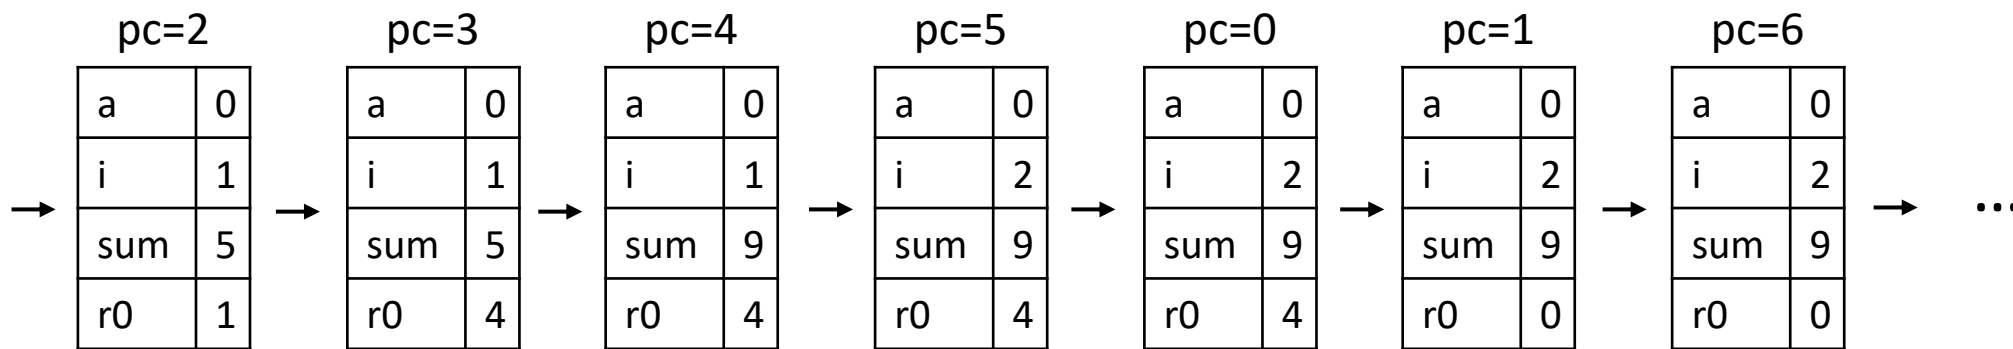 pc=2 pc=3 pc=4 pc=5 pc=0 pc=1 pc=6
a 0 a 0 a 0 a 0 a 0 a 0 a 0
i 1 i 1 i 1 i 2 i 2 i 2 i 2
sum 5 sum 5 sum 9 sum 9 sum 9 sum 9 sum 9 ...
r0 1 r0 4 r0 4 r0 4 r0 4 r0 0 r0 0